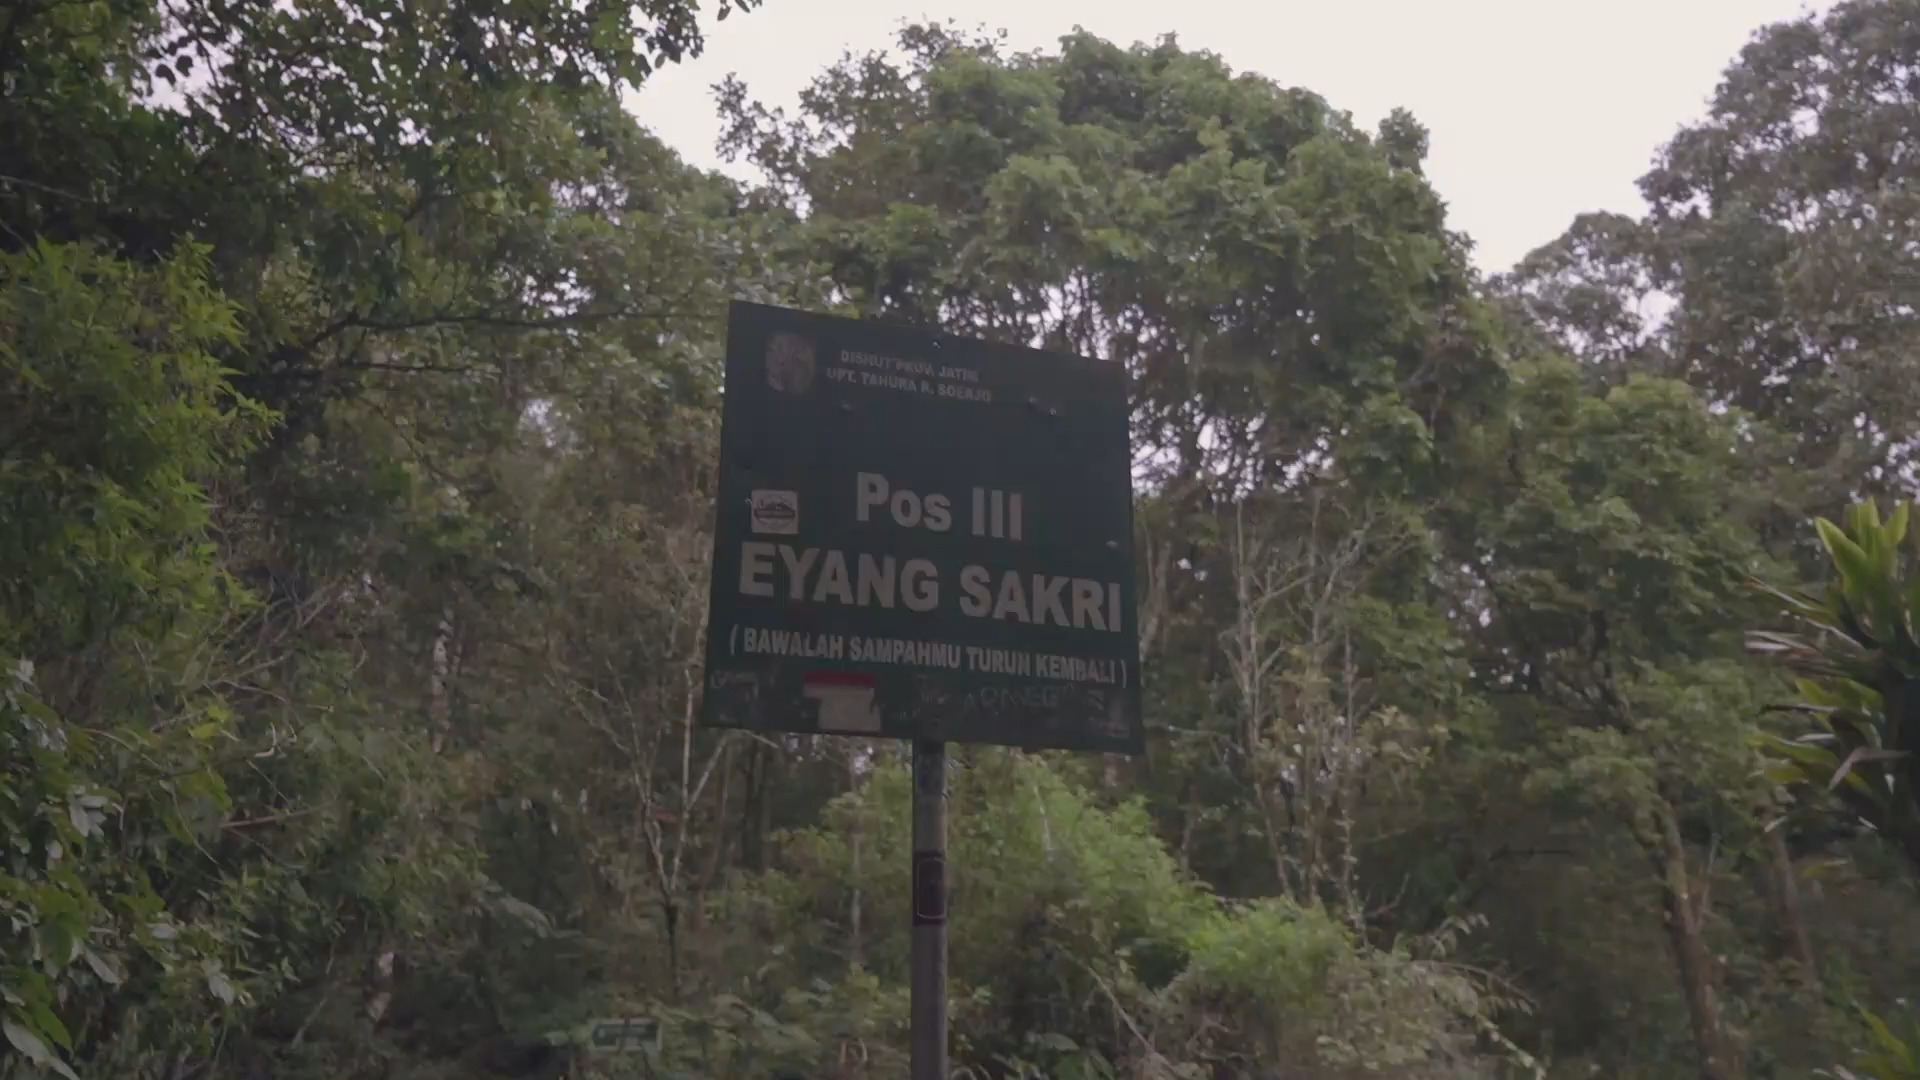 DISHUT PROV. JATIM
UPT. TAHURA R. SOERJO
Pos III
EYANG SAKRI
( BAWALAH SAMPAHMU TURUN KEMBALI )